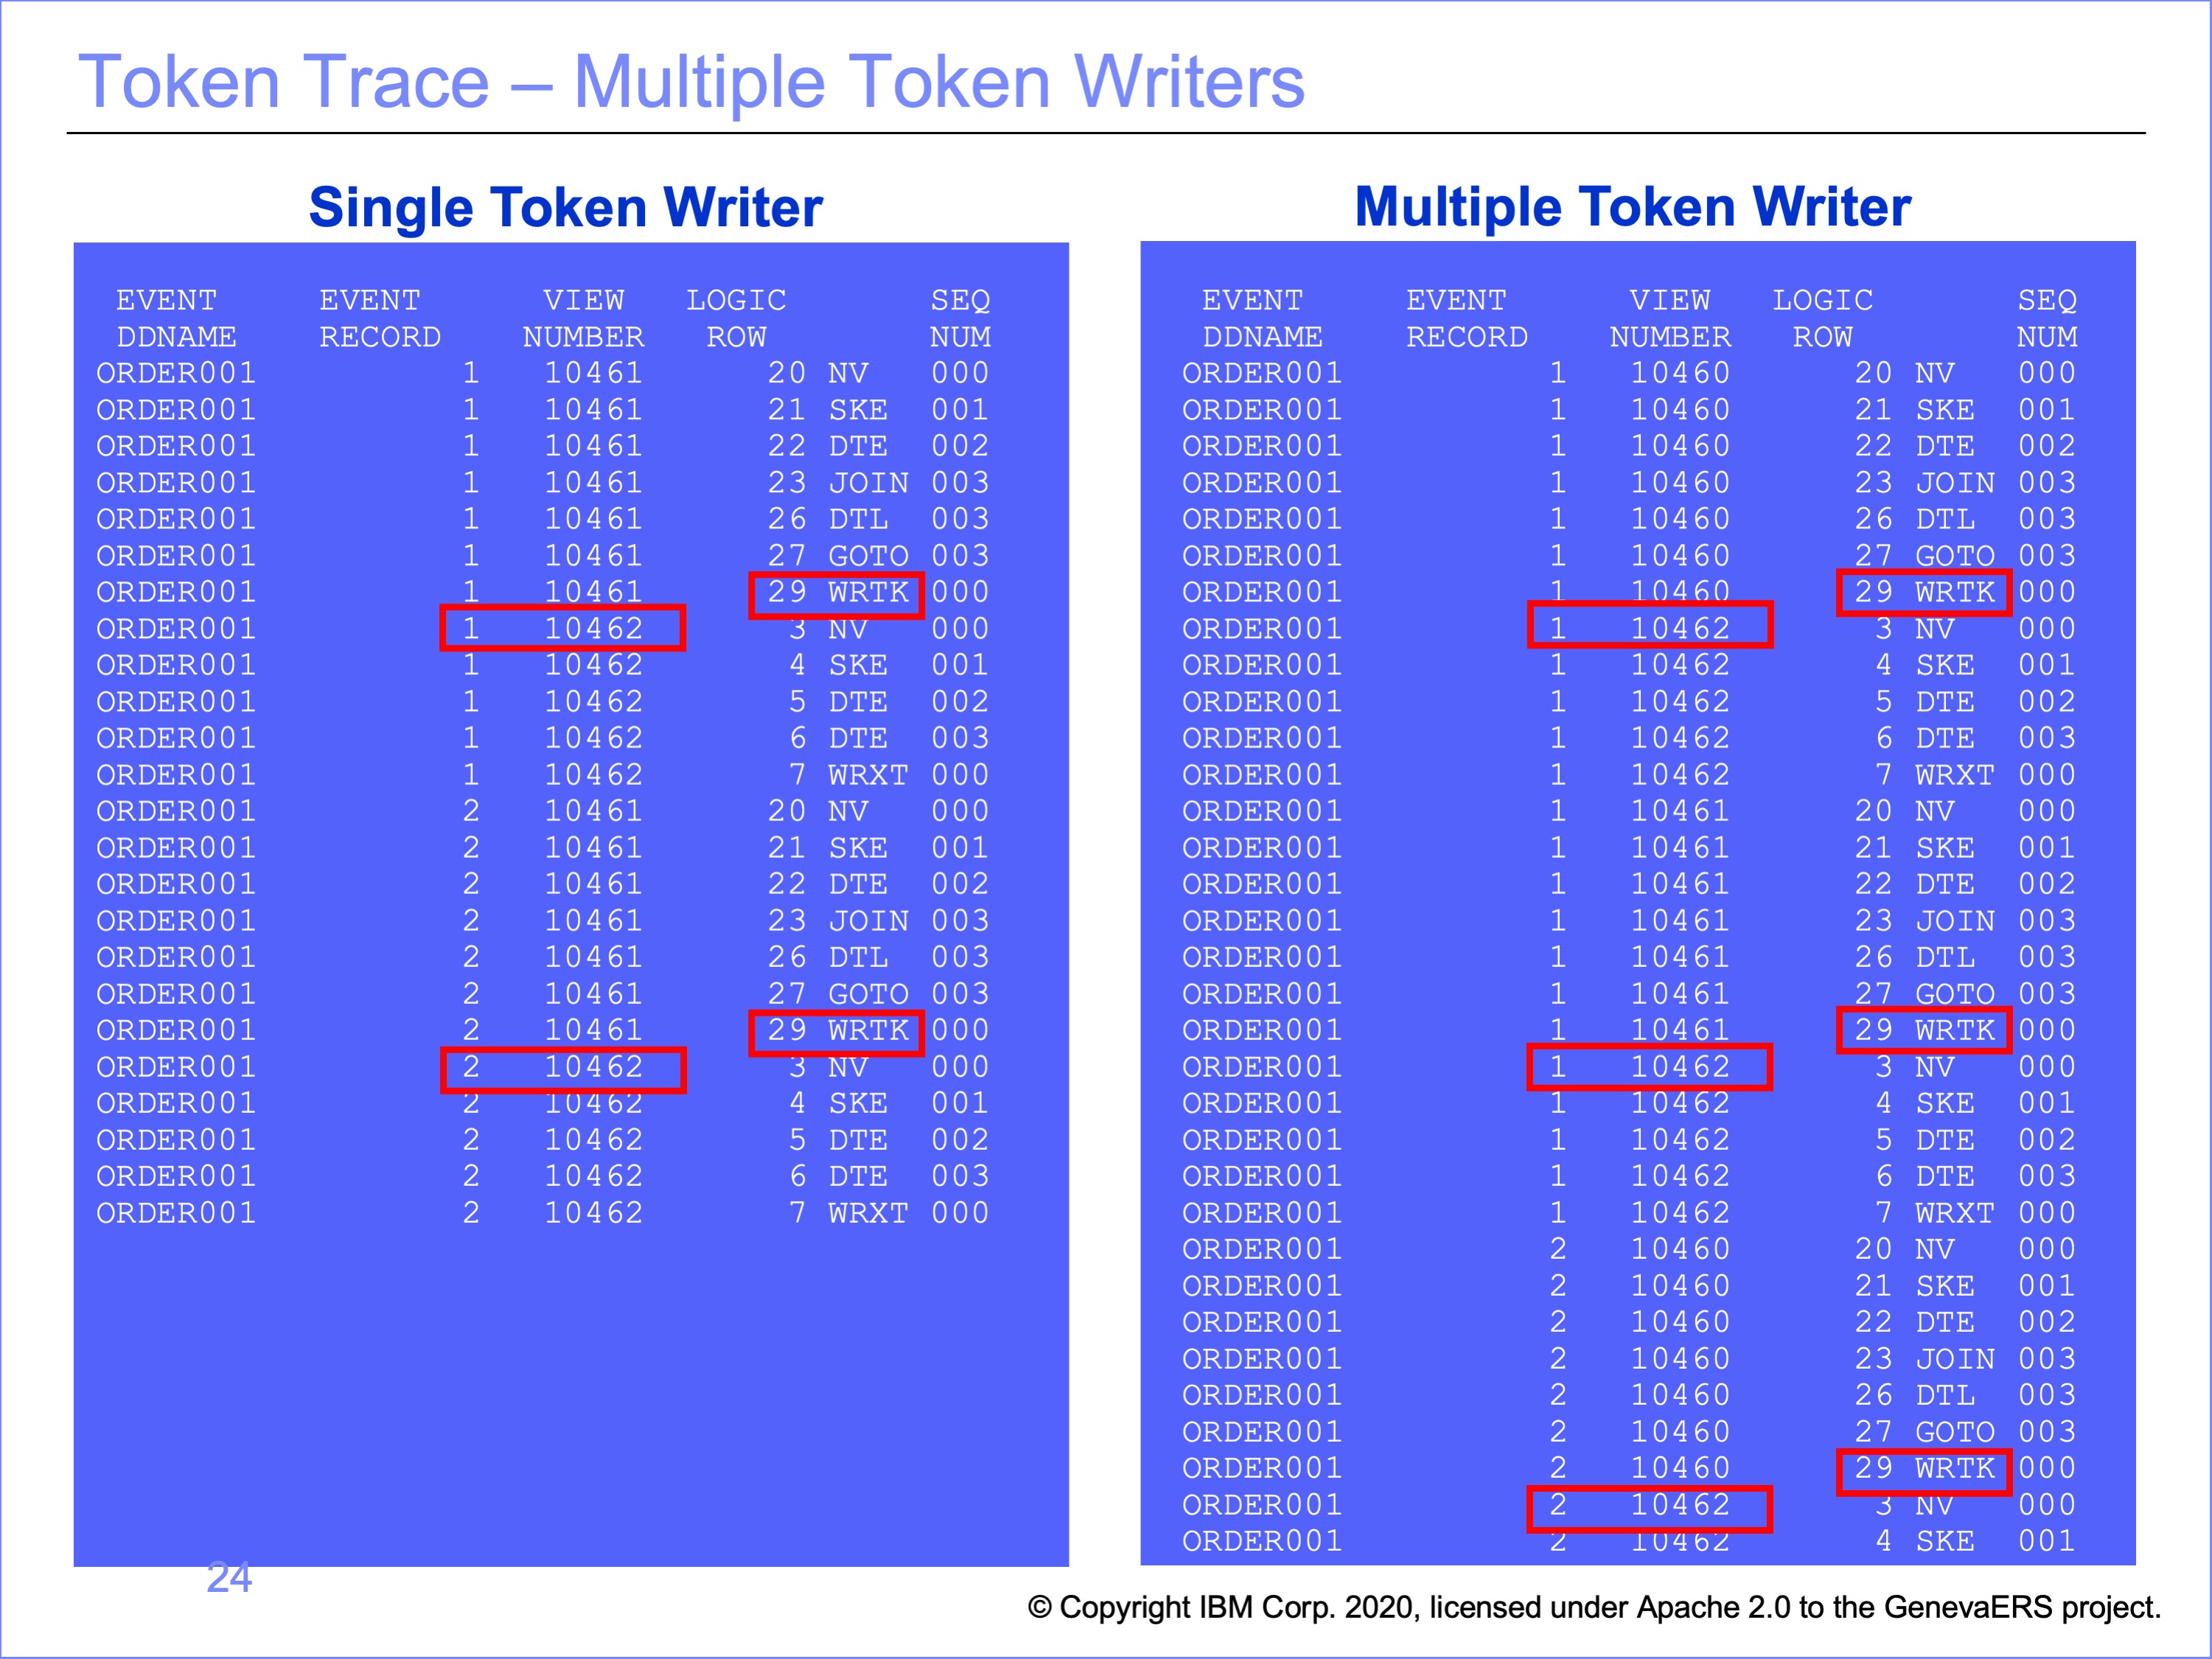 Token Trace – Multiple Token Writers
Single Token Writer
EVENT EVENT VIEW LOGIC SEQ
DDNAME RECORD NUMBER ROW NUM
ORDER001 1 10461 20 NV 000
ORDER001 1 10461 21 SKE 001
ORDER001 1 10461 22 DTE 002
ORDER001 1 10461 23 JOIN 003
ORDER001 1 10461 26 DTL 003
ORDER001 1 10461 27 GOTO 003
ORDER001 1 10461 29 WRTK 000
ORDER001 1 10462 3 NV 000
ORDER001 1 10462 4 SKE 001
ORDER001 1 10462 5 DTE 002
ORDER001 1 10462 6 DTE 003
ORDER001 1 10462 7 WRXT 000
ORDER001 2 10461 20 NV 000
ORDER001 2 10461 21 SKE 001
ORDER001 2 10461 22 DTE 002
ORDER001 2 10461 23 JOIN 003
ORDER001 2 10461 26 DTL 003
ORDER001 2 10461 27 GOTO 003
ORDER001 2 10461 29 WRTK 000
ORDER001 2 10462 3 NV 000
ORDER001 2 10462 4 SKE 001
ORDER001 2 10462 5 DTE 002
ORDER001 2 10462 6 DTE 003
ORDER001 2 10462 7 WRXT 000
Multiple Token Writer
EVENT EVENT VIEW LOGIC SEQ
DDNAME RECORD NUMBER ROW NUM
ORDER001 1 10460 20 NV 000
ORDER001 1 10460 21 SKE 001
ORDER001 1 10460 22 DTE 002
ORDER001 1 10460 23 JOIN 003
ORDER001 1 10460 26 DTL 003
ORDER001 1 10460 27 GOTO 003
ORDER001 1 10460 29 WRTK 000
ORDER001 1 10462 3 NV 000
ORDER001 1 10462 4 SKE 001
ORDER001 1 10462 5 DTE 002
ORDER001 1 10462 6 DTE 003
ORDER001 1 10462 7 WRXT 000
ORDER001 1 10461 20 NV 000
ORDER001 1 10461 21 SKE 001
ORDER001 1 10461 22 DTE 002
ORDER001 1 10461 23 JOIN 003
ORDER001 1 10461 26 DTL 003
ORDER001 1 10461 27 GOTO 003
ORDER001 1 10461 29 WRTK 000
ORDER001 1 10462 3 NV 000
ORDER001 1 10462 4 SKE 001
ORDER001 1 10462 5 DTE 002
ORDER001 1 10462 6 DTE 003
ORDER001 1 10462 7 WRXT 000
ORDER001 2 10460 20 NV 000
ORDER001 2 10460 21 SKE 001
ORDER001 2 10460 22 DTE 002
ORDER001 2 10460 23 JOIN 003
ORDER001 2 10460 26 DTL 003
ORDER001 2 10460 27 GOTO 003
ORDER001 2 10460 29 WRTK 000
ORDER001 2 10462 3 NV 000
ORDER001 2 10462 4 SKE 001
24
© Copyright IBM Corp. 2020, licensed under Apache 2.0 to the GenevaERS project.